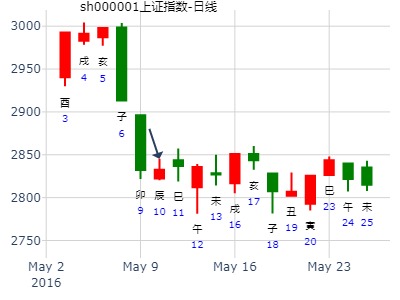 sh000001上证指数-日线
3000
2950
2900
2850
2800
2750
酉
3
戌
4
亥
5
子
6
卯
9
辰
10
巳
11
午
12
未
13
戌
16
亥
17
子
18
丑
19
寅
20
巳
23
午
24
未
25
May 2
2016
May 9
May 16
May 23